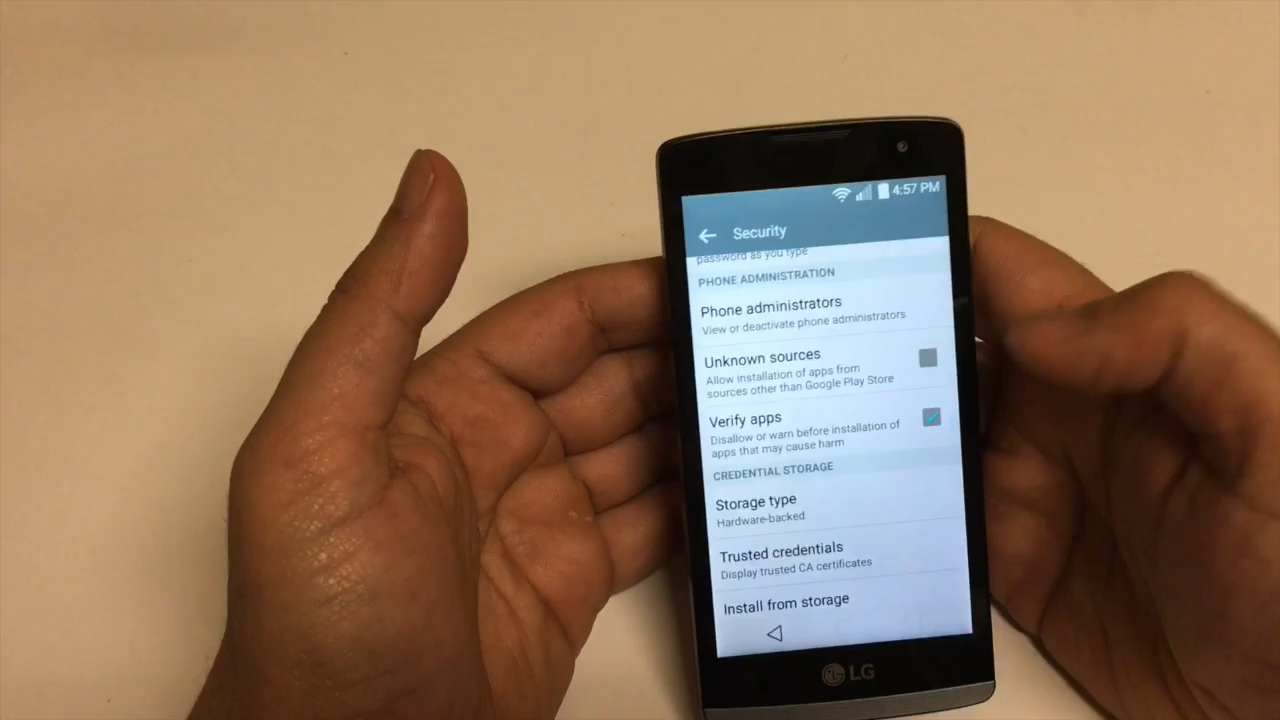 4:57 PM
Security
password as you type
PHONE ADMINISTRATION
Phone administrators
View or deactivate phone administrators
Unknown sources
Allow installation of apps from
sources other than Google Play Store
Verify apps
Disallow or warn before installation of
apps that may cause harm
CREDENTIAL STORAGE
Storage type
Hardware-backed
Trusted credentials
Display trusted CA certificates
Install from storage
LG